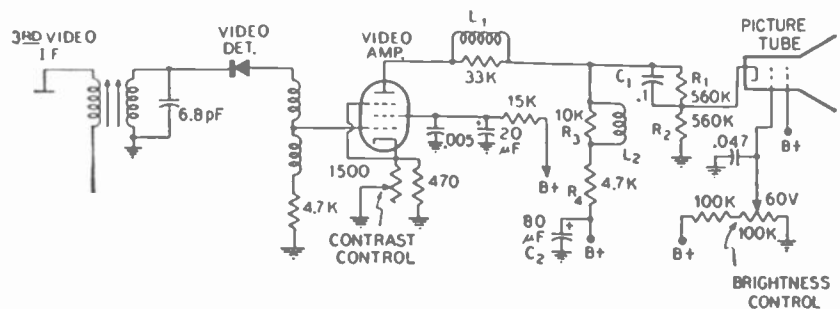 3RD VIDEO
I F
VIDEO
DET.
6.8pF
4.7K
VIDEO
AMP.
L1
33K
1500
470
CONTRAST
CONTROL
.005
+
20
µF
15K
B+
10K
R3
L2
R4
4.7K
80
µF
C2
+
B+
C1
.1
R1
560K
560K
R2
PICTURE
TUBE
B+
.047
60V
100K
100K
B+
BRIGHTNESS
CONTROL